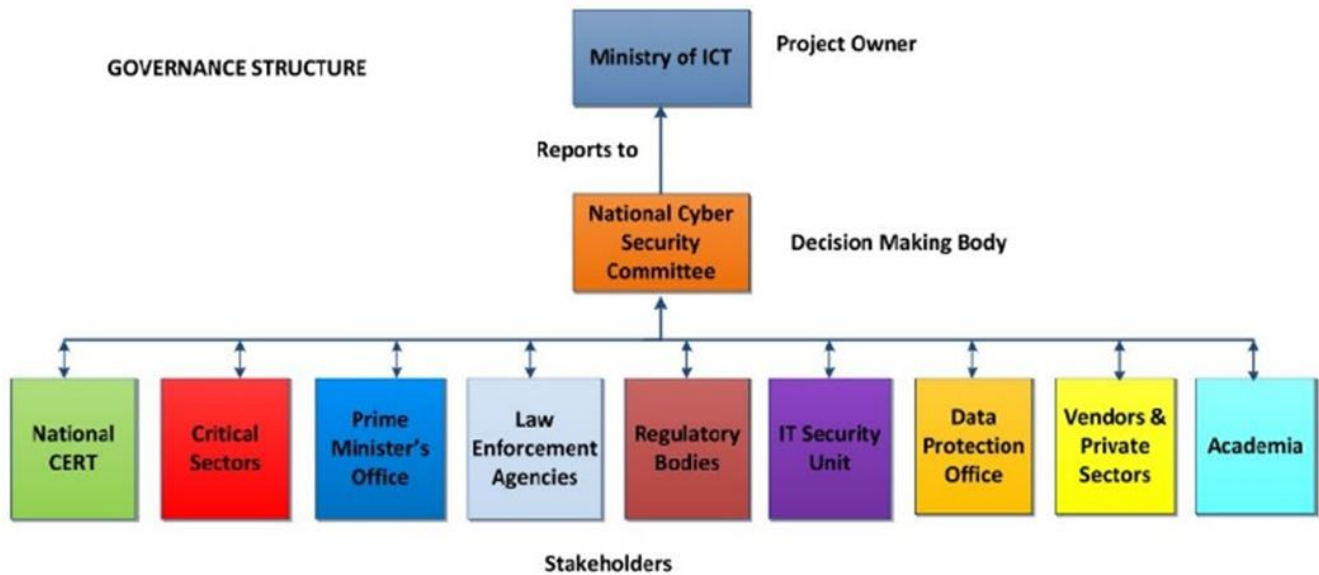 GOVERNANCE STRUCTURE
Ministry of ICT
Project Owner
Reports to
National Cyber
Security
Committee
Decision Making Body
National
CERT
Critical
Sectors
Prime
Minister's
Office
Law
Enforcement
Agencies
Regulatory
Bodies
IT Security
Unit
Data
Protection
Office
Vendors &
Private
Sectors
Academia
Stakeholders